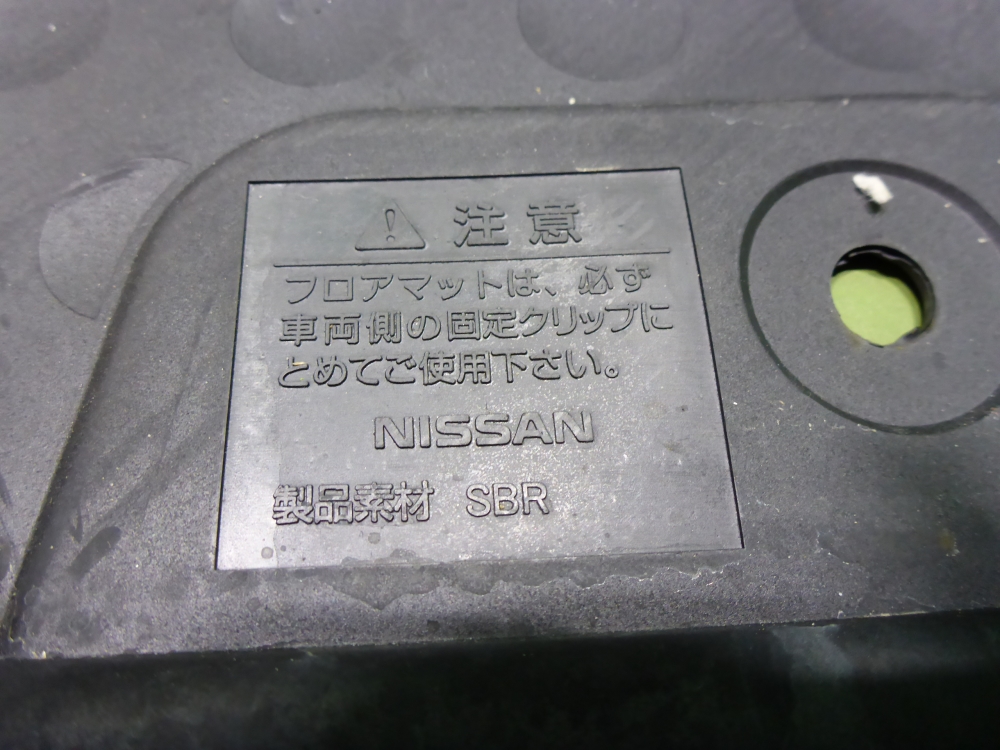 注意
フロアマットは、必ず
車両側の固定クリップに
とめてご使用下さい。
NISSAN
製品素材 SBR